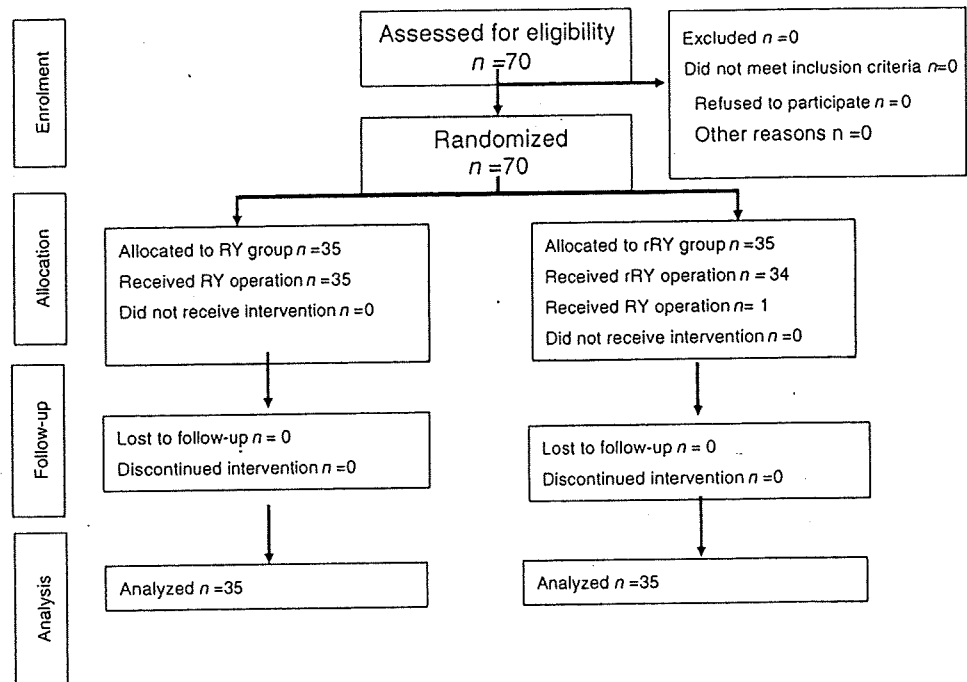 Enrolment
Assessed for eligibility
n =70
Excluded n =0
Did not meet inclusion criteria n=0
Refused to participate n = 0
Other reasons n =0
Randomized
n =70
Allocation
Allocated to RY group n =35
Received RY operation n =35
Did not receive intervention n =0
Allocated to rRY group n =35
Received rRY operation n = 34
Received RY operation n= 1
Did not receive intervention n =0
Follow-up
Lost to follow-up n = 0
Discontinued intervention n =0
Lost to follow-up n = 0
Discontinued intervention n =0
Analysis
Analyzed n =35
Analyzed n =35